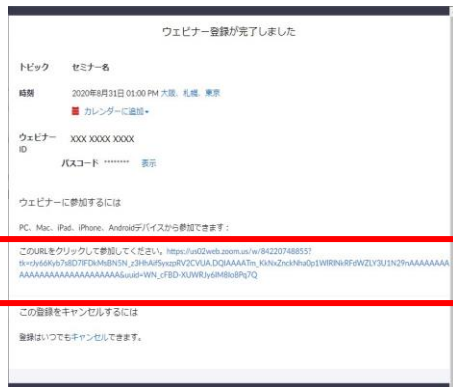 ウェビナー登録が完了しました
トピック セミナー名
時刻 2020年8月31日 01:00 PM 大阪、札幌、東京
カレンダーに追加
ウェビナー XXX XXXX XXXX
ID
パスコード ******** 表示
ウェビナーに参加するには
PC、Mac、iPad、iPhone、Androidデバイスから参加できます：
このURLをクリックして参加してください。https://us02web.zoom.us/w/84220748855?
この登録をキャンセルするには
登録はいつでもキャンセルできます。